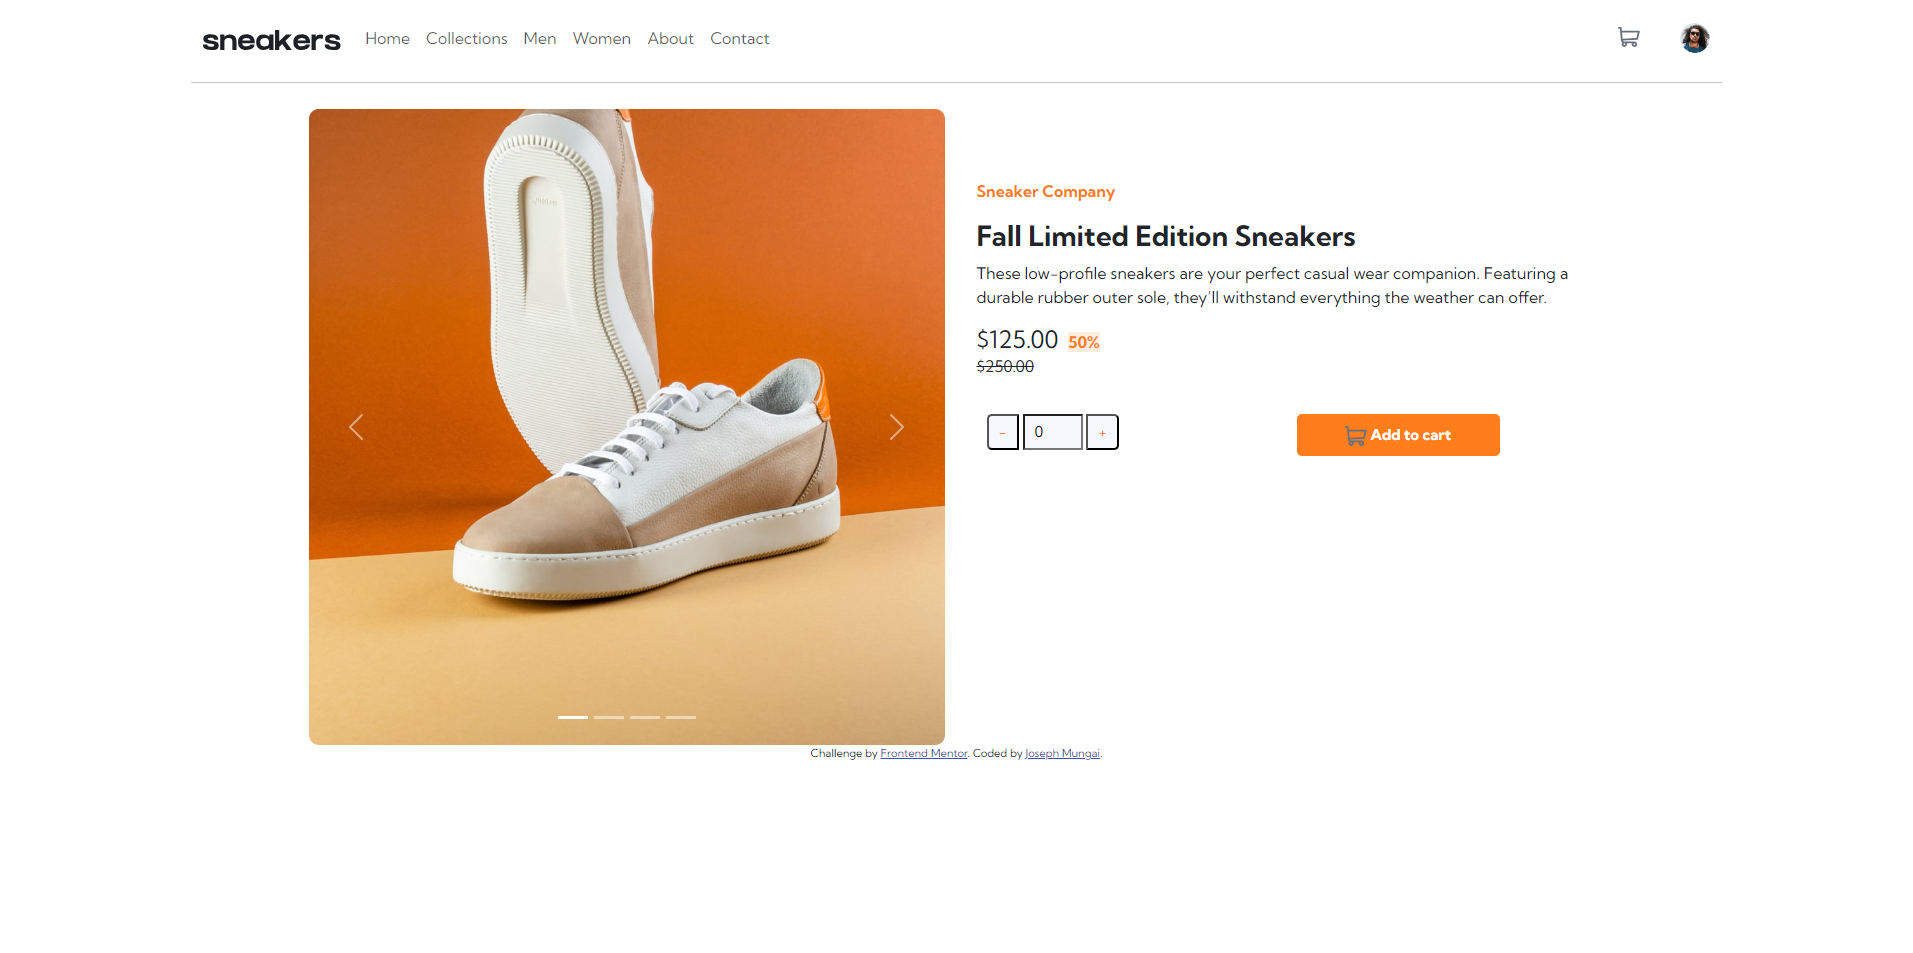 sneakers Home Collections Men Women About Contact
Sneaker Company
Fall Limited Edition Sneakers
These low-profile sneakers are your perfect casual wear companion. Featuring a
durable rubber outer sole, they’ll withstand everything the weather can offer.
$125.00 50%
$250.00
- 0 + Add to cart
Challenge by Frontend Mentor. Coded by Joseph Mungai.